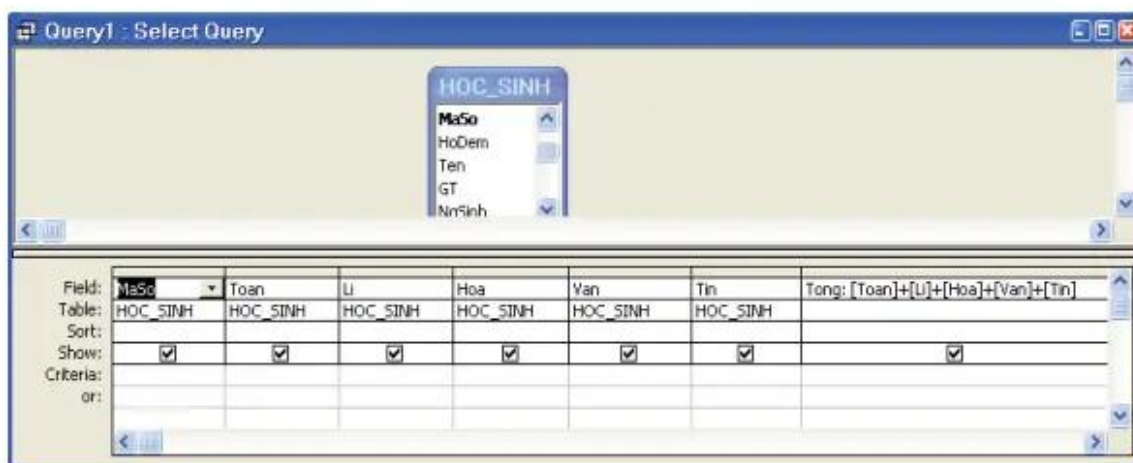 Query1 : Select Query
HOC_SINH
MaSo
HoDem
Ten
GT
NgSinh
Field: MaSo Toan Li Hoa Van Tin Tong: [Toan]+[Li]+[Hoa]+[Van]+[Tin]
Table: HOC_SINH HOC_SINH HOC_SINH HOC_SINH HOC_SINH HOC_SINH
Sort:
Show:
Criteria:
or: